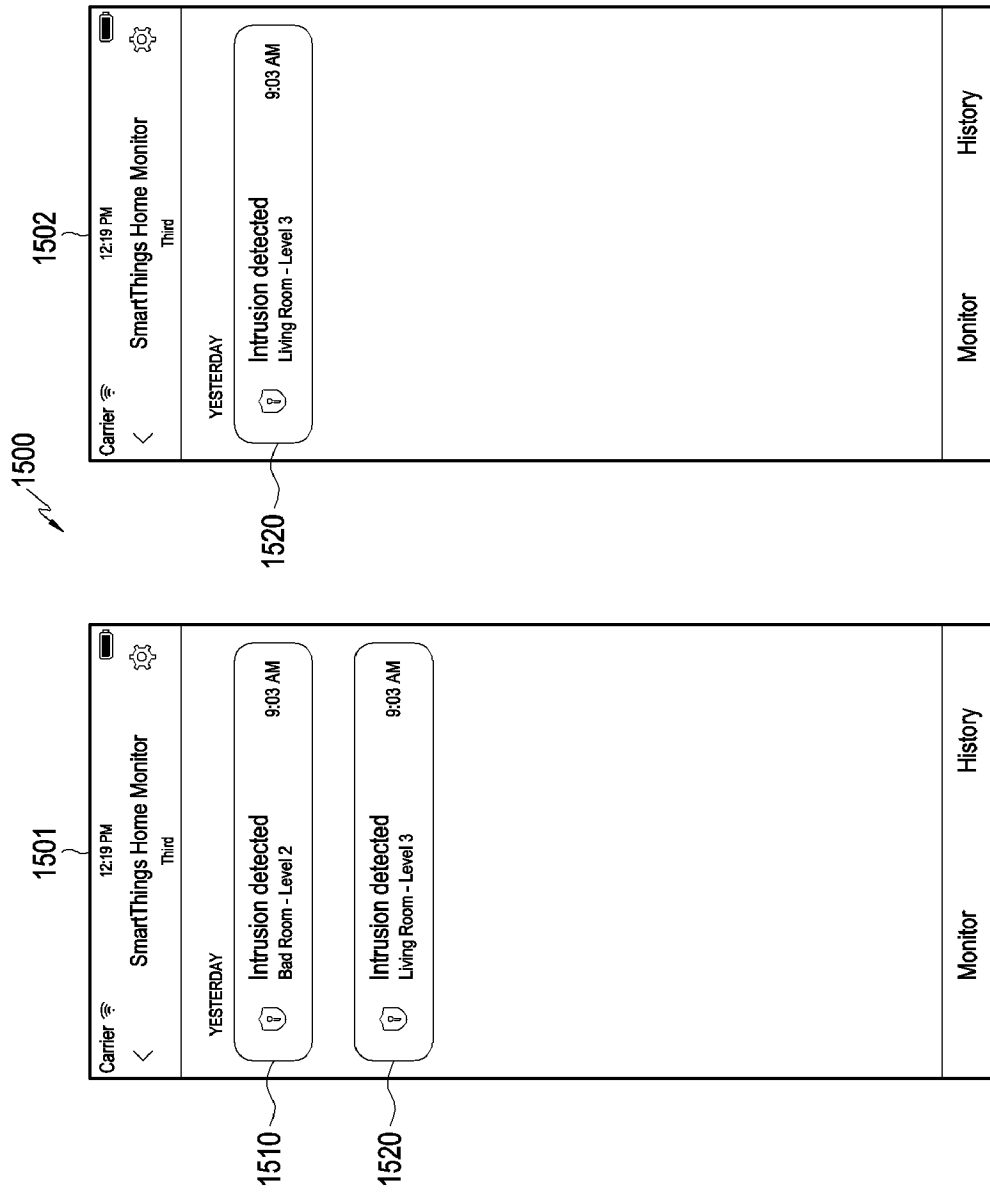 1500
1501
Carrier 12:19 PM
SmartThings Home Monitor
Third
YESTERDAY
1510
Intrusion detected 9:03 AM
Bad Room - Level 2
1520
Intrusion detected 9:03 AM
Living Room - Level 3
Monitor History
1502
Carrier 12:19 PM
SmartThings Home Monitor
Third
YESTERDAY
1520
Intrusion detected 9:03 AM
Living Room - Level 3
Monitor History